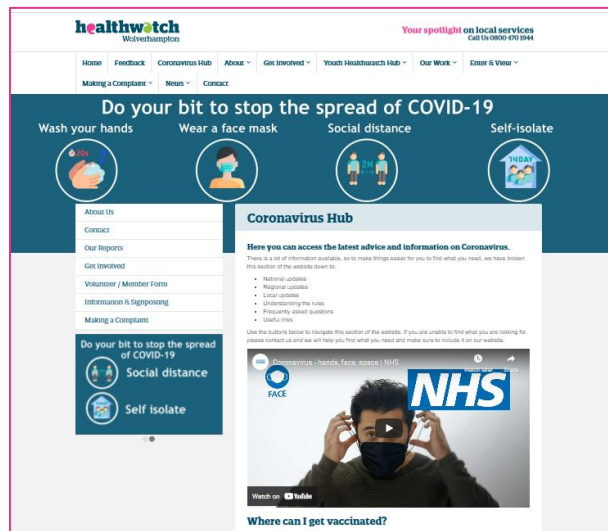 healthwatch
Wolverhampton
Your spotlight on local services
Call Us 0800 470 1944
Home Feedback Coronavirus Hub About Get Involved Youth Healthwatch Hub Our Work Enter & View
Making a Complaint News Contact
Do your bit to stop the spread of COVID-19
Wash your hands Wear a face mask Social distance Self-isolate
20s
2M
14DAY
About Us
Contact
Our Reports
Get Involved
Volunteer / Member Form
Information & Signposting
Making a Complaint
Do your bit to stop the spread
of COVID-19
Social distance
Self isolate
Coronavirus Hub
Here you can access the latest advice and information on Coronavirus.
There is a lot of information available, so to make things easier for you to find what you need, we have broken
this section of the website down to:
National updates
Regional updates
Local updates
Understanding the rules
Frequently asked questions
Useful links
Use the buttons below to navigate this section of the website. If you are unable to find what you are looking for,
please contact us and we will help you find what you need and make sure to include it on our website.
Coronavirus - hands, face, space | NHS
Watch later Share
FACE
NHS
Watch on YouTube
Where can I get vaccinated?